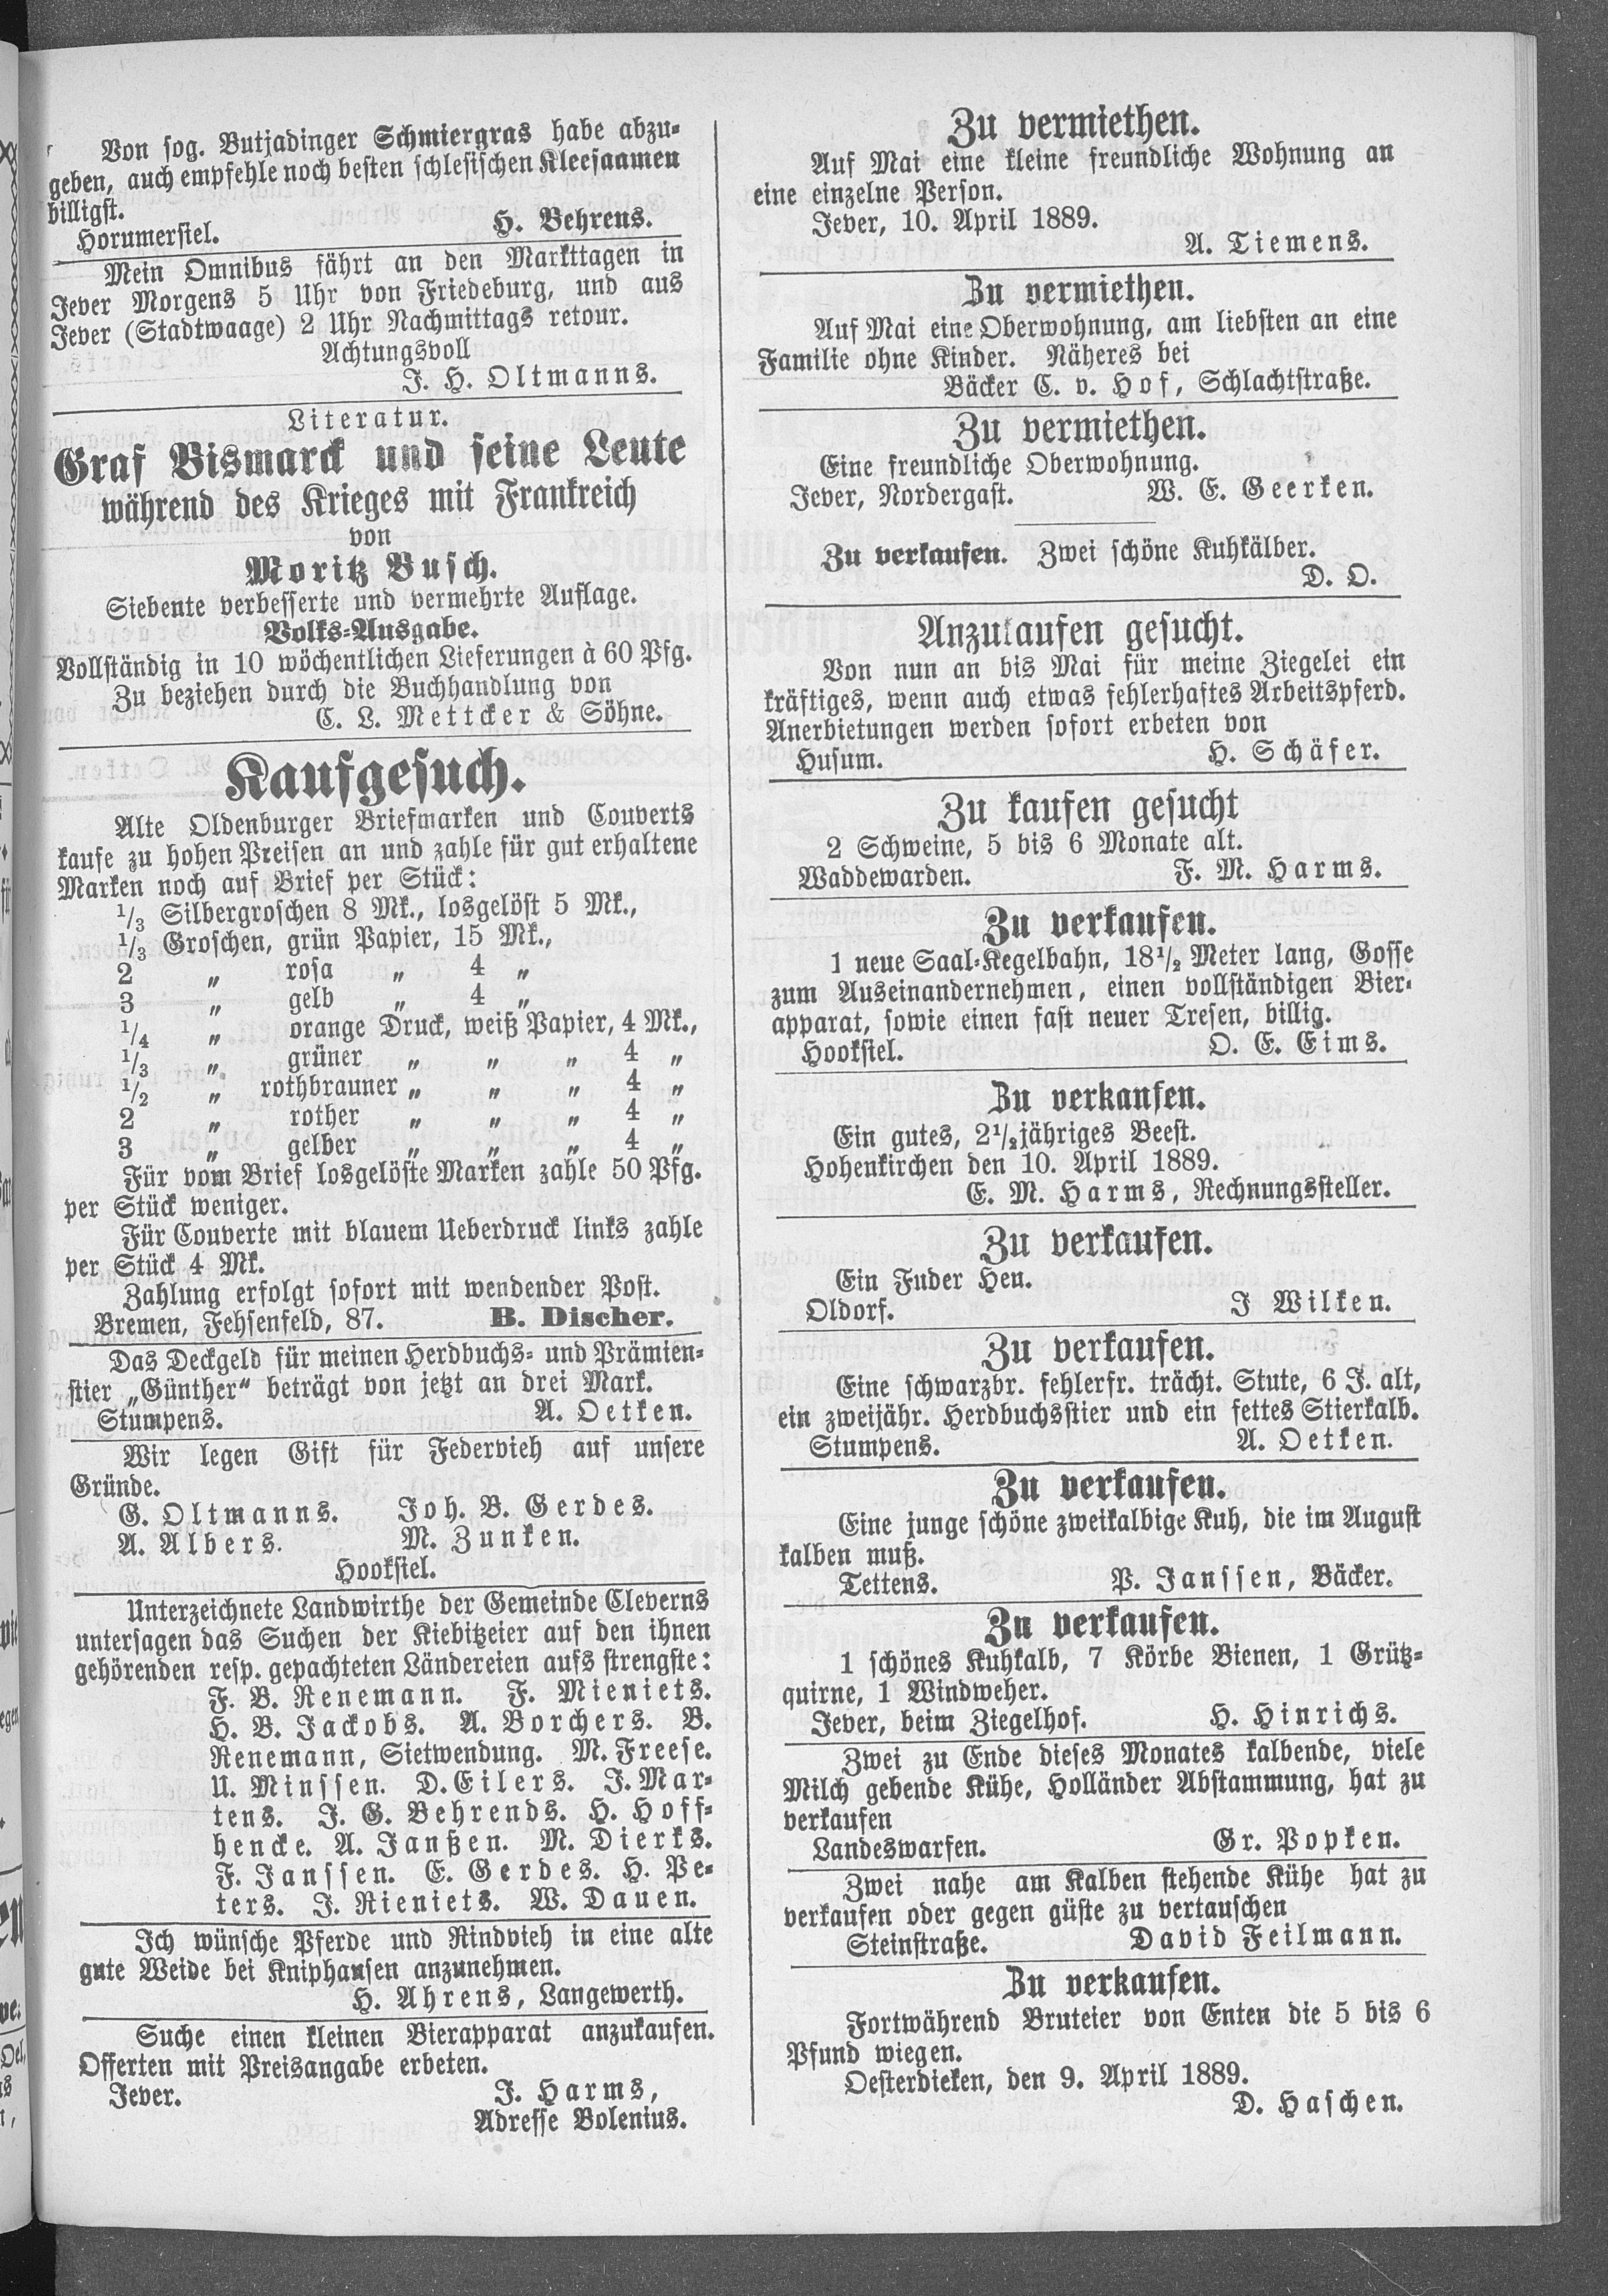 Von sog. Butjadinger Schmiergras habe abzu-
geben, auch empfehle noch besten schlesischen Kleesaamen
billigst.
Horumersiel. H. Behrens.
Mein Omnibus fährt an den Markttagen in
Jever Morgens 5 Uhr von Friedeburg, und aus
Jever (Stadtwaage) 2 Uhr Nachmittags retour.
Achtungsvoll
J. H. Oltmanns.
Literatur.
Graf Bismarck und seine Leute
während des Krieges mit Frankreich
von
Moritz Busch.
Siebente verbesserte und vermehrte Auflage.
Volks-Ausgabe.
Vollständig in 10 wöchentlichen Lieferungen à 60 Pfg.
Zu beziehen durch die Buchhandlung von
C. L. Mettcker & Söhne.
Kaufgesuch.
Alte Oldenburger Briefmarken und Couverts
kaufe zu hohen Preisen an und zahle für gut erhaltene
Marken noch auf Brief per Stück:
1/3 Silbergroschen 8 Mk., losgelöst 5 Mk.,
1/3 Groschen, grün Papier, 15 Mk.,
2 „ rosa „ 4 „
3 „ gelb „ 4 „
1/4 „ orange Druck, weiß Papier, 4 Mk.,
1/3 „ grüner „ „ „ 4 „
1/2 „ rothbrauner „ „ „ 4 „
2 „ rother „ „ „ 4 „
3 „ gelber „ „ „ 4 „
Für vom Brief losgelöste Marken zahle 50 Pfg.
per Stück weniger.
Für Couverte mit blauem Ueberdruck links zahle
per Stück 4 Mk.
Zahlung erfolgt sofort mit wendender Post.
Bremen, Fehsenfeld, 87. B. Discher.
Das Deckgeld für meinen Herdbuchs- und Prämien-
stier „Günther“ beträgt von jetzt an drei Mark.
Stumpens. A. Oetken.
Wir legen Gift für Federvieh auf unsere
Gründe.
G. Oltmanns. Joh. B. Gerdes.
A. Albers. M. Zunken.
Hooksiel.
Unterzeichnete Landwirthe der Gemeinde Cleverns
untersagen das Suchen der Kiebitzeier auf den ihnen
gehörenden resp. gepachteten Ländereien aufs strengste:
F. B. Renemann. F. Mieniets.
H. B. Jackobs. A. Borchers. B.
Renemann, Sietwendung. M. Freese.
U. Minssen. D. Eilers. J. Mar-
tens. J. G. Behrends. H. Hoff-
hencke. A. Janßen. M. Dierks.
F. Janssen. E. Gerdes. H. Pe-
ters. J. Rieniets. W. Dauen.
Ich wünsche Pferde und Rindvieh in eine alte
gute Weide bei Kniphausen anzunehmen.
H. Ahrens, Langewerth.
Suche einen kleinen Bierapparat anzukaufen.
Offerten mit Preisangabe erbeten.
Jever. J. Harms,
Adresse Bolenius.
Zu vermiethen.
Auf Mai eine kleine freundliche Wohnung an
eine einzelne Person.
Jever, 10. April 1889.
A. Tiemens.
Zu vermiethen.
Auf Mai eine Oberwohnung, am liebsten an eine
Familie ohne Kinder. Näheres bei
Bäcker C. v. Hof, Schlachtstraße.
Zu vermiethen.
Eine freundliche Oberwohnung.
Jever, Nordergast. W. E. Geerken.
Zu verkaufen. Zwei schöne Kuhkälber.
D. O.
Anzukaufen gesucht.
Von nun an bis Mai für meine Ziegelei ein
kräftiges, wenn auch etwas fehlerhaftes Arbeitspferd.
Anerbietungen werden sofort erbeten von
Husum. H. Schäfer.
Zu kaufen gesucht
2 Schweine, 5 bis 6 Monate alt.
Waddewarden. F. M. Harms.
Zu verkaufen.
1 neue Saal-Kegelbahn, 18 1/2 Meter lang, Gosse
zum Auseinandernehmen, einen vollständigen Bier-
apparat, sowie einen fast neuer Tresen, billig.
Hooksiel. O. E. Eims.
Zu verkaufen.
Ein gutes, 2 1/2 jähriges Beest.
Hohenkirchen den 10. April 1889.
E. M. Harms, Rechnungssteller.
Zu verkaufen.
Ein Fuder Heu.
Oldorf. J Wilken.
Zu verkaufen.
Eine schwarzbr. fehlerfr. trächt. Stute, 6 J. alt,
ein zweijähr. Herdbuchsstier und ein fettes Stierkalb.
Stumpens. A. Oetken.
Zu verkaufen.
Eine junge schöne zweikalbige Kuh, die im August
kalben muß.
Tettens. P. Janssen, Bäcker.
Zu verkaufen.
1 schönes Kuhkalb, 7 Körbe Bienen, 1 Grütz-
quirne, 1 Windweher.
Jever, beim Ziegelhof. H. Hinrichs.
Zwei zu Ende dieses Monates kalbende, viele
Milch gebende Kühe, Holländer Abstammung, hat zu
verkaufen
Landeswarfen. Gr. Popken.
Zwei nahe am Kalben stehende Kühe hat zu
verkaufen oder gegen güste zu vertauschen
Steinstraße. David Feilmann.
Zu verkaufen.
Fortwährend Bruteier von Enten die 5 bis 6
Pfund wiegen.
Oesterdieken, den 9. April 1889.
D. Haschen.